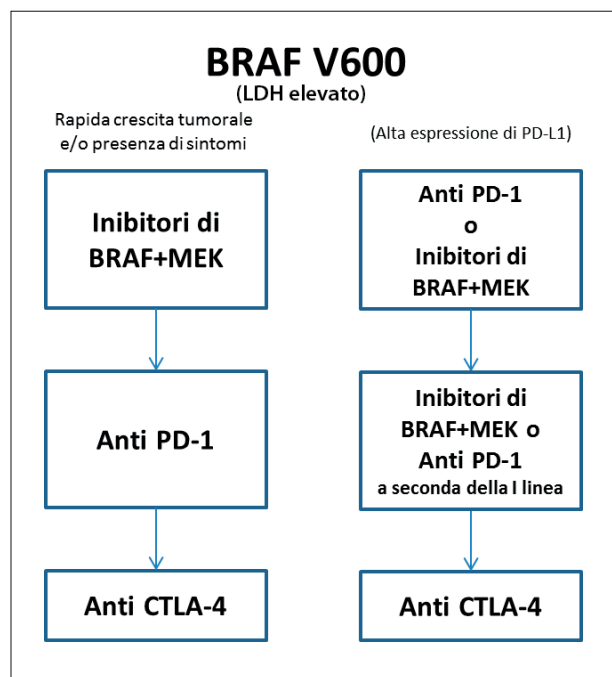 BRAF V600
(LDH elevato)
Rapida crescita tumorale
e/o presenza di sintomi
Inibitori di
BRAF+MEK
Anti PD-1
Anti CTLA-4
(Alta espressione di PD-L1)
Anti PD-1
o
Inibitori di
BRAF+MEK
Inibitori di
BRAF+MEK o
Anti PD-1
a seconda della I linea
Anti CTLA-4